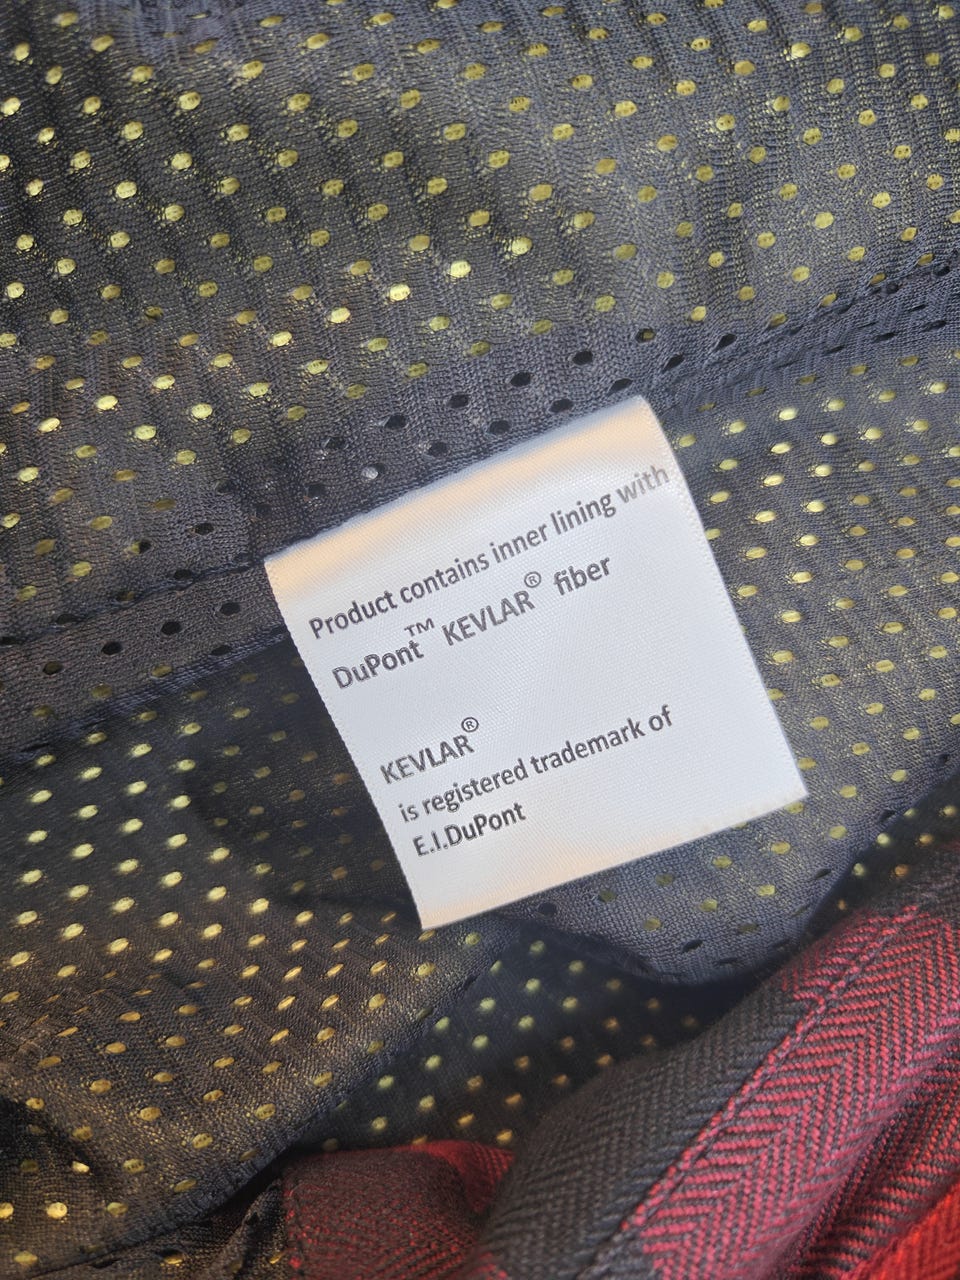 Product contains inner lining with
DuPont™ KEVLAR® fiber
KEVLAR®
is registered trademark of
E.I.DuPont